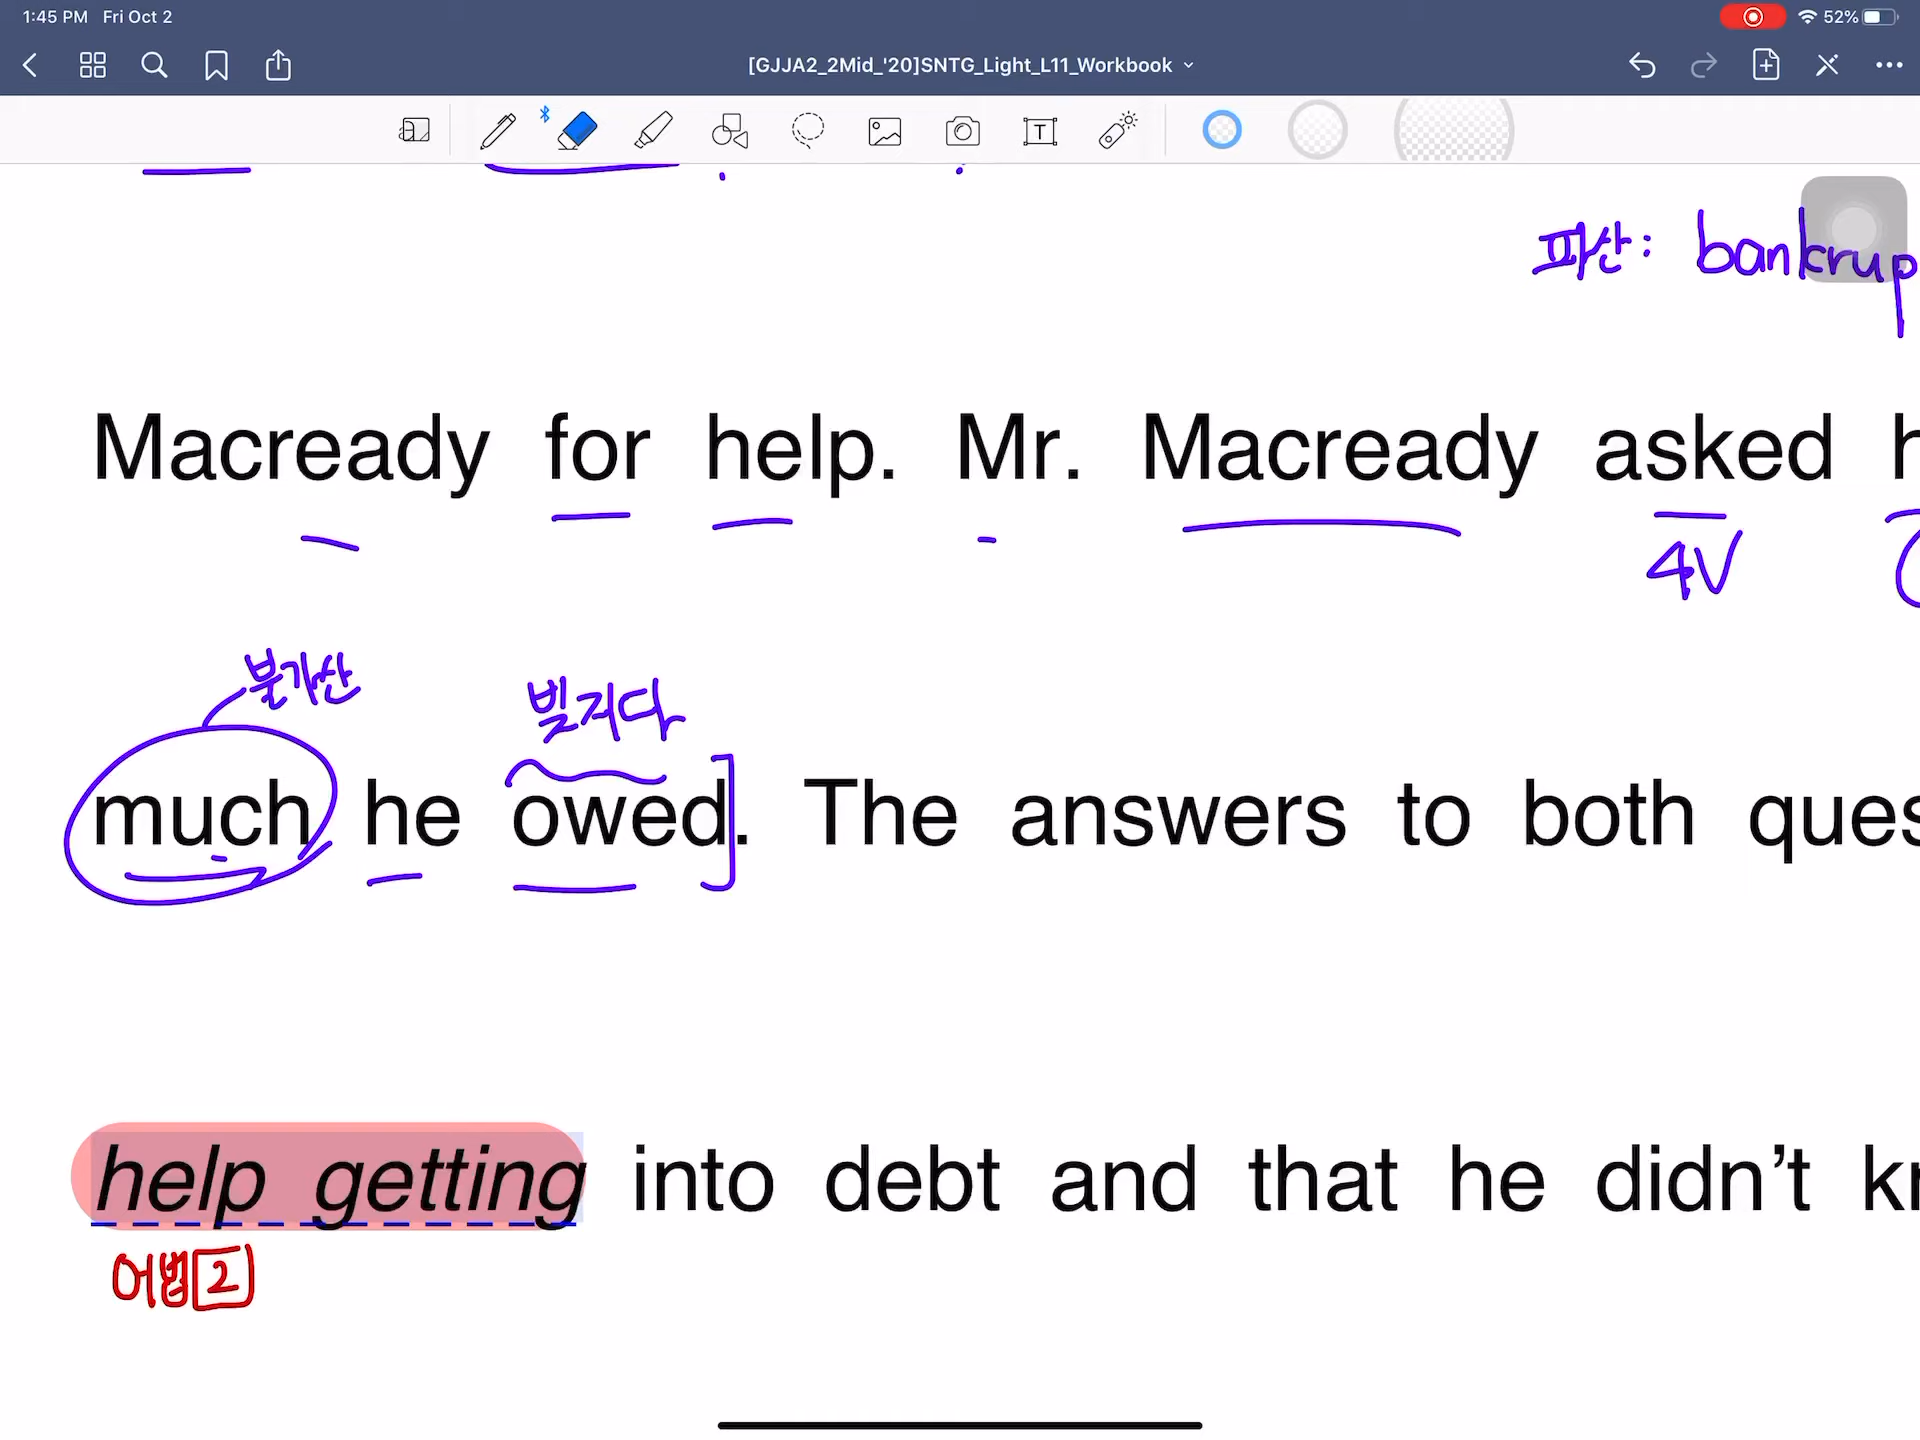 1:45 PM Fri Oct 2
52%
[GJJA2_2Mid_'20]SNTG_Light_L11_Workbook
파산: bankrup
Macready for help. Mr. Macready asked h
4V
불가산
빚지다
much he owed]. The answers to both ques
help getting into debt and that he didn’t kn
어법 2